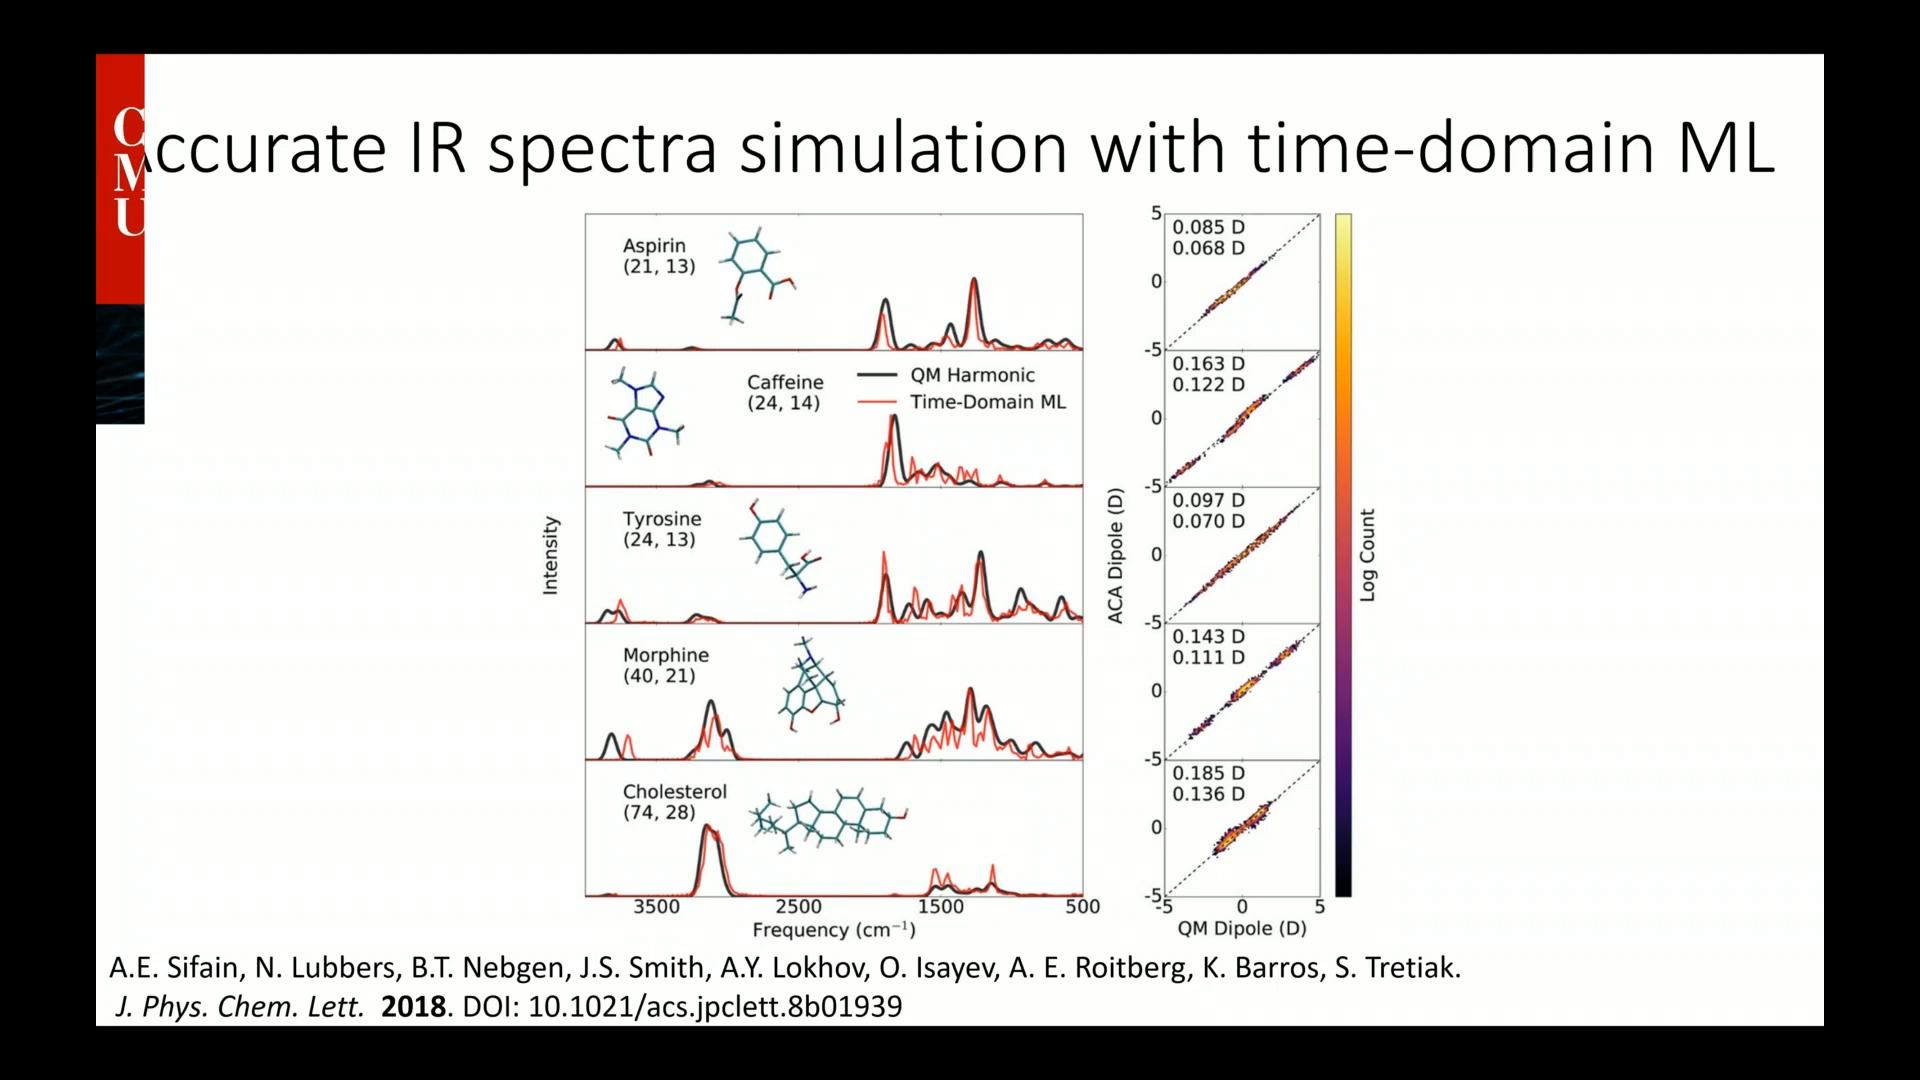 C
M
U
Accurate IR spectra simulation with time-domain ML
Aspirin
(21, 13)
Caffeine
(24, 14)
QM Harmonic
Time-Domain ML
Tyrosine
(24, 13)
Morphine
(40, 21)
Cholesterol
(74, 28)
Intensity
3500 2500 1500 500
Frequency (cm⁻¹)
5
0.085 D
0.068 D
0
-5
0.163 D
0.122 D
0
-5
0.097 D
0.070 D
0
-5
0.143 D
0.111 D
0
-5
0.185 D
0.136 D
0
-5
-5 0 5
ACA Dipole (D)
QM Dipole (D)
Log Count
A.E. Sifain, N. Lubbers, B.T. Nebgen, J.S. Smith, A.Y. Lokhov, O. Isayev, A. E. Roitberg, K. Barros, S. Tretiak.
J. Phys. Chem. Lett. 2018. DOI: 10.1021/acs.jpclett.8b01939